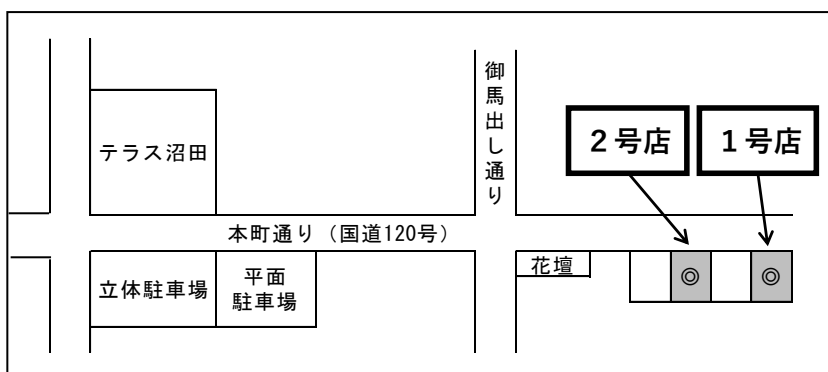 御馬出し通り
2号店
1号店
テラス沼田
本町通り（国道120号）
花壇
◎
◎
立体駐車場
平面
駐車場